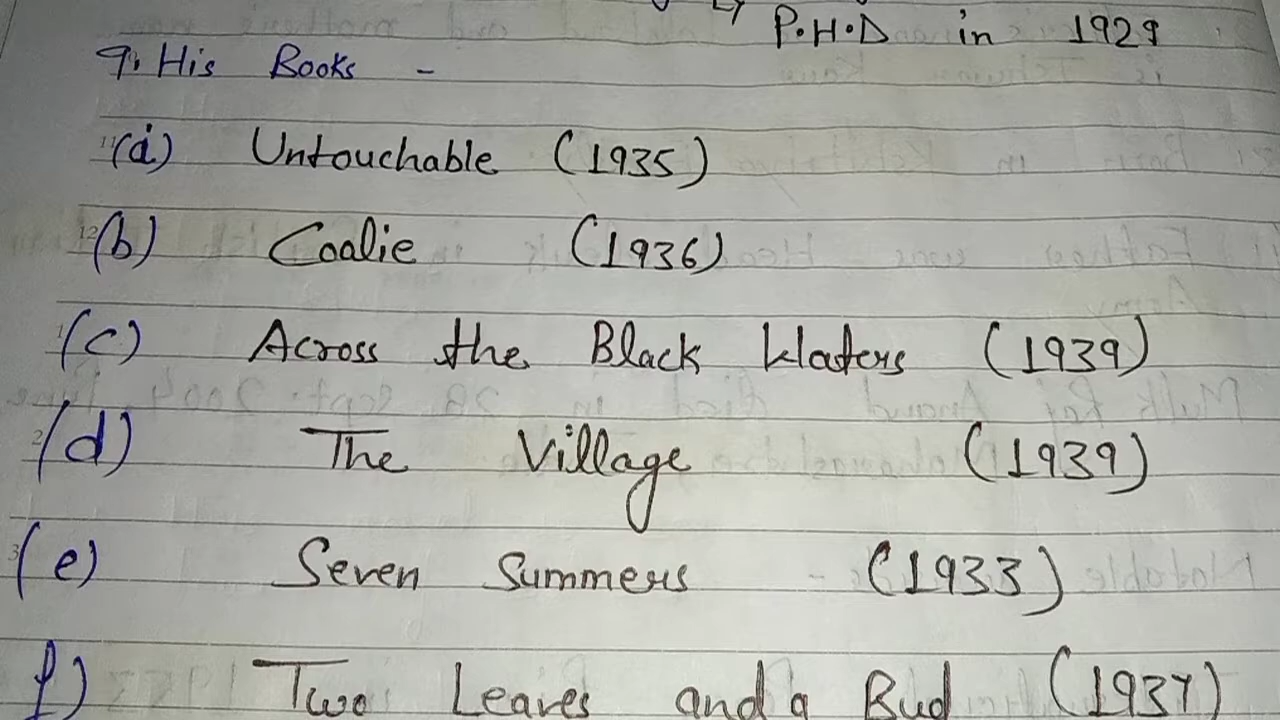 P.H.D in 1929
9. His Books -
(a) Untouchable (1935)
(b) Coalie (1936)
(c) Across the Black Waters (1939)
(d) The Village (1939)
(e) Seven Summers - (1933)
f) Two Leaves and a Bud (1937)